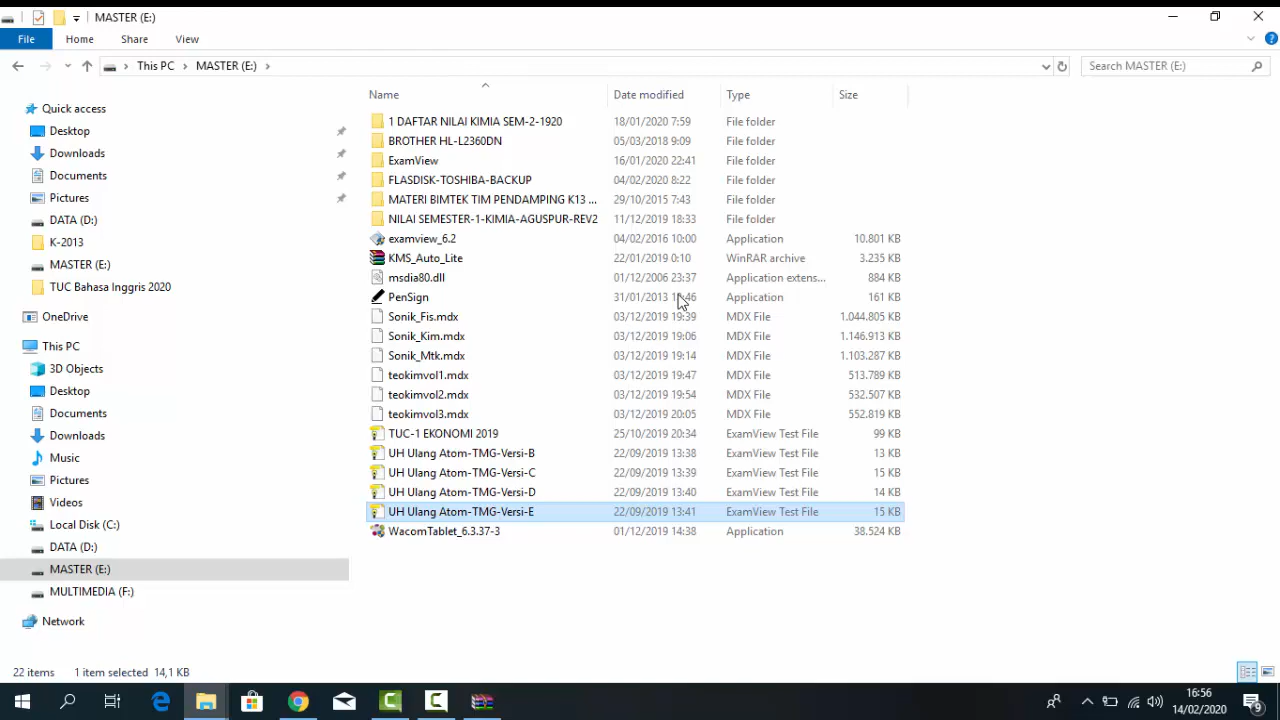 MASTER (E:)
File Home Share View
This PC MASTER (E:) Search MASTER (E:)
Name Date modified Type Size
Quick access
Desktop
Downloads
Documents
Pictures
DATA (D:)
K-2013
MASTER (E:)
TUC Bahasa Inggris 2020
OneDrive
This PC
3D Objects
Desktop
Documents
Downloads
Music
Pictures
Videos
Local Disk (C:)
DATA (D:)
MASTER (E:)
MULTIMEDIA (F:)
Network
1 DAFTAR NILAI KIMIA SEM-2-1920 18/01/2020 7:59 File folder
BROTHER HL-L2360DN 05/03/2018 9:09 File folder
ExamView 16/01/2020 22:41 File folder
FLASDISK-TOSHIBA-BACKUP 04/02/2020 8:22 File folder
MATERI BIMTEK TIM PENDAMPING K13 ... 29/10/2015 7:43 File folder
NILAI SEMESTER-1-KIMIA-AGUSPUR-REV2 11/12/2019 18:33 File folder
examview_6.2 04/02/2016 10:00 Application 10.801 KB
KMS_Auto_Lite 22/01/2019 0:10 WinRAR archive 3.235 KB
msdia80.dll 01/12/2006 23:37 Application extens... 884 KB
PenSign 31/01/2013 Application 161 KB
Sonik_Fis.mdx 03/12/2019 19:39 MDX File 1.044.805 KB
Sonik_Kim.mdx 03/12/2019 19:06 MDX File 1.146.913 KB
Sonik_Mtk.mdx 03/12/2019 19:14 MDX File 1.103.287 KB
teokimvol1.mdx 03/12/2019 19:47 MDX File 513.789 KB
teokimvol2.mdx 03/12/2019 19:54 MDX File 532.507 KB
teokimvol3.mdx 03/12/2019 20:05 MDX File 552.819 KB
TUC-1 EKONOMI 2019 25/10/2019 20:34 ExamView Test File 99 KB
UH Ulang Atom-TMG-Versi-B 22/09/2019 13:38 ExamView Test File 13 KB
UH Ulang Atom-TMG-Versi-C 22/09/2019 13:39 ExamView Test File 15 KB
UH Ulang Atom-TMG-Versi-D 22/09/2019 13:40 ExamView Test File 14 KB
UH Ulang Atom-TMG-Versi-E 22/09/2019 13:41 ExamView Test File 15 KB
WacomTablet_6.3.37-3 01/12/2019 14:38 Application 38.524 KB
22 items 1 item selected 14,1 KB
16:56
14/02/2020
9